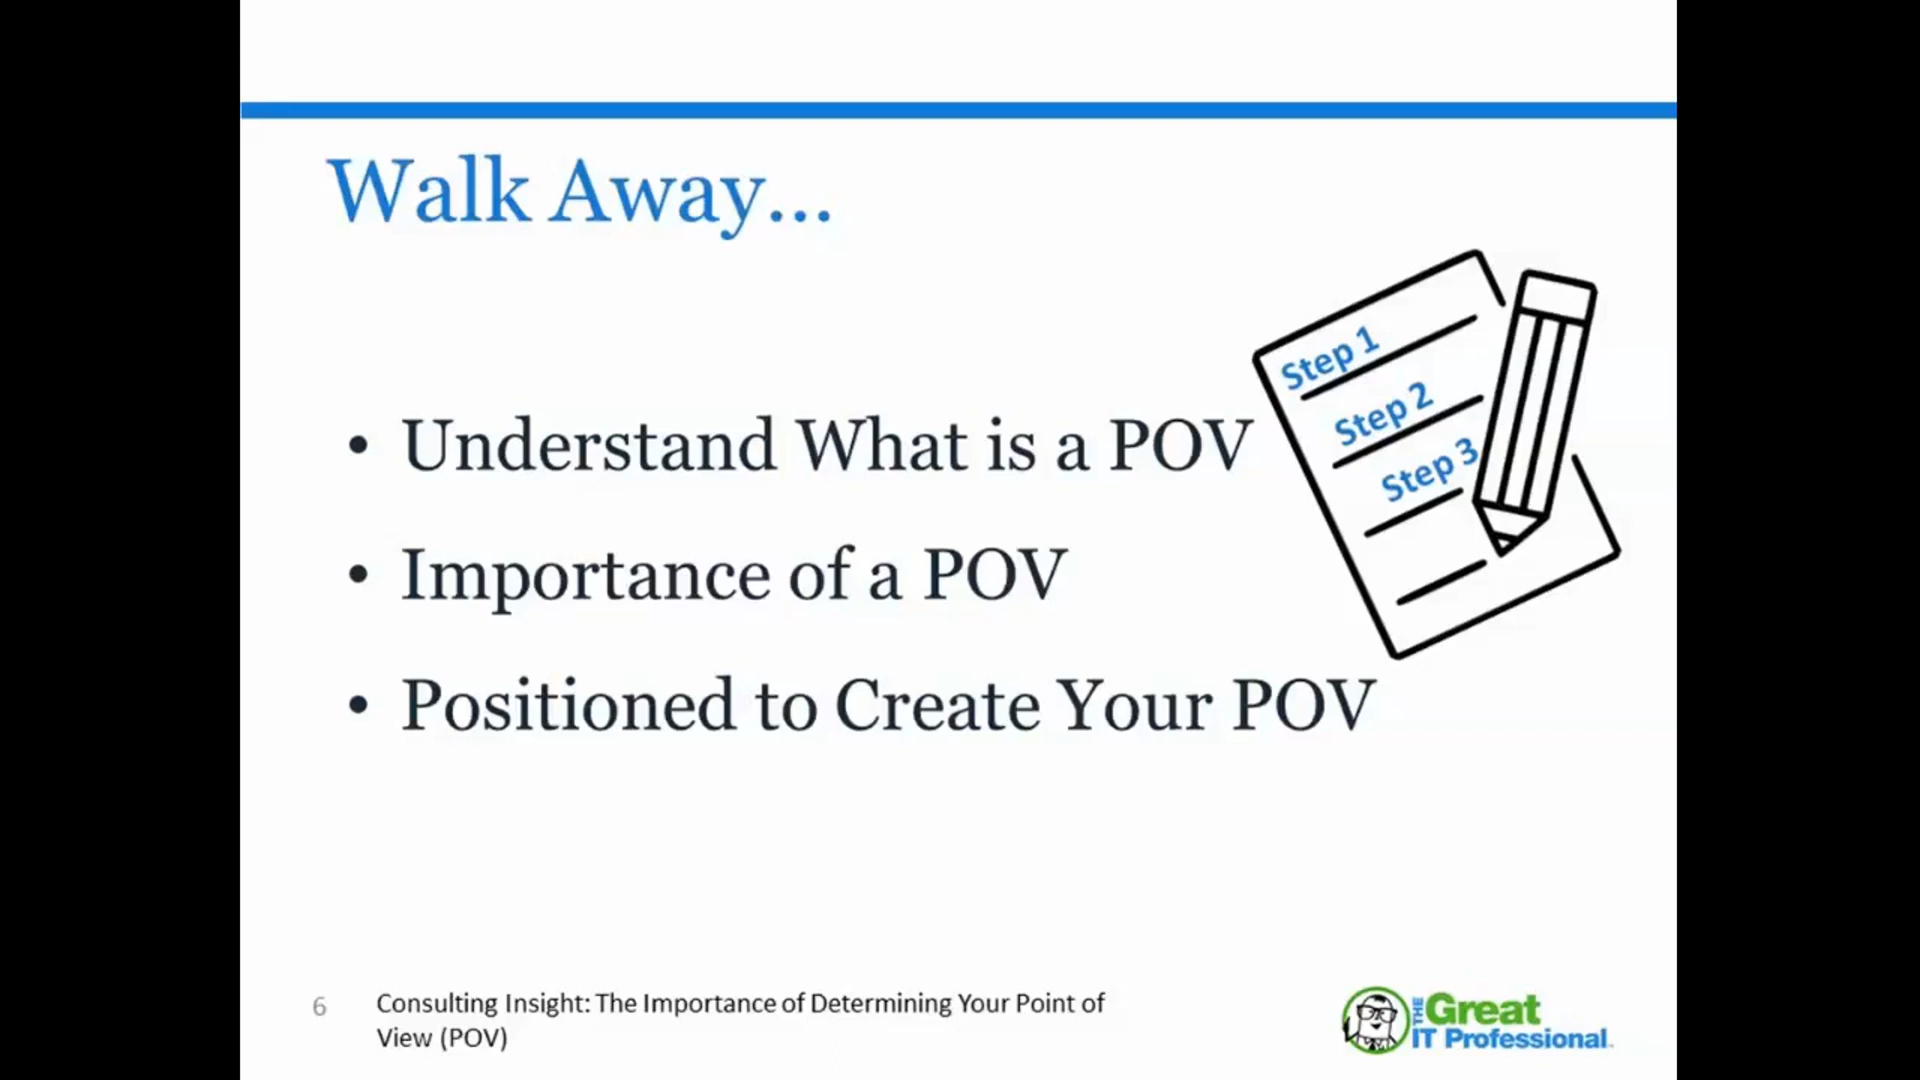 Walk Away...
Step 1
Step 2
Step 3
• Understand What is a POV
• Importance of a POV
• Positioned to Create Your POV
6
Consulting Insight: The Importance of Determining Your Point of
View (POV)
THE Great
IT Professional